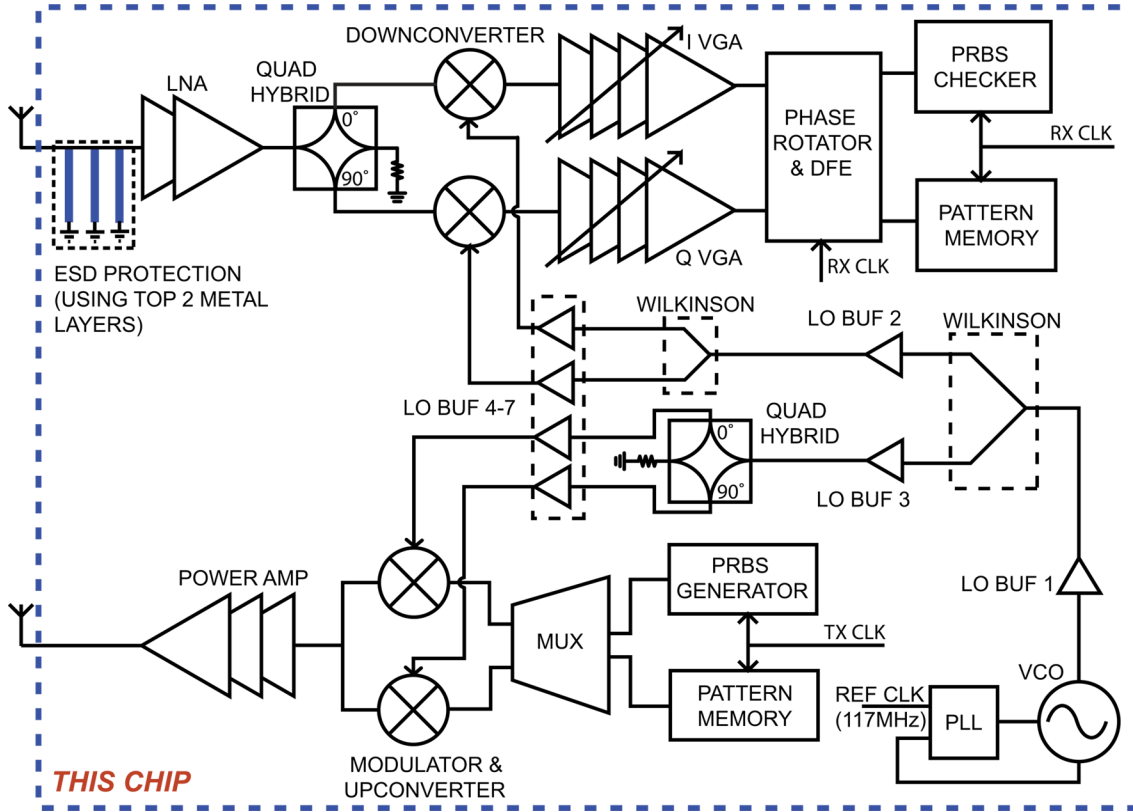 DOWNCONVERTER
I VGA
PRBS
CHECKER
LNA
QUAD
HYBRID
0°
90°
PHASE
ROTATOR
& DFE
RX CLK
PATTERN
MEMORY
Q VGA
RX CLK
ESD PROTECTION
(USING TOP 2 METAL
LAYERS)
WILKINSON
LO BUF 2
WILKINSON
LO BUF 4-7
QUAD
HYBRID
0°
90°
LO BUF 3
POWER AMP
PRBS
GENERATOR
LO BUF 1
MUX
TX CLK
PATTERN
MEMORY
VCO
REF CLK
(117MHz)
PLL
MODULATOR &
UPCONVERTER
THIS CHIP